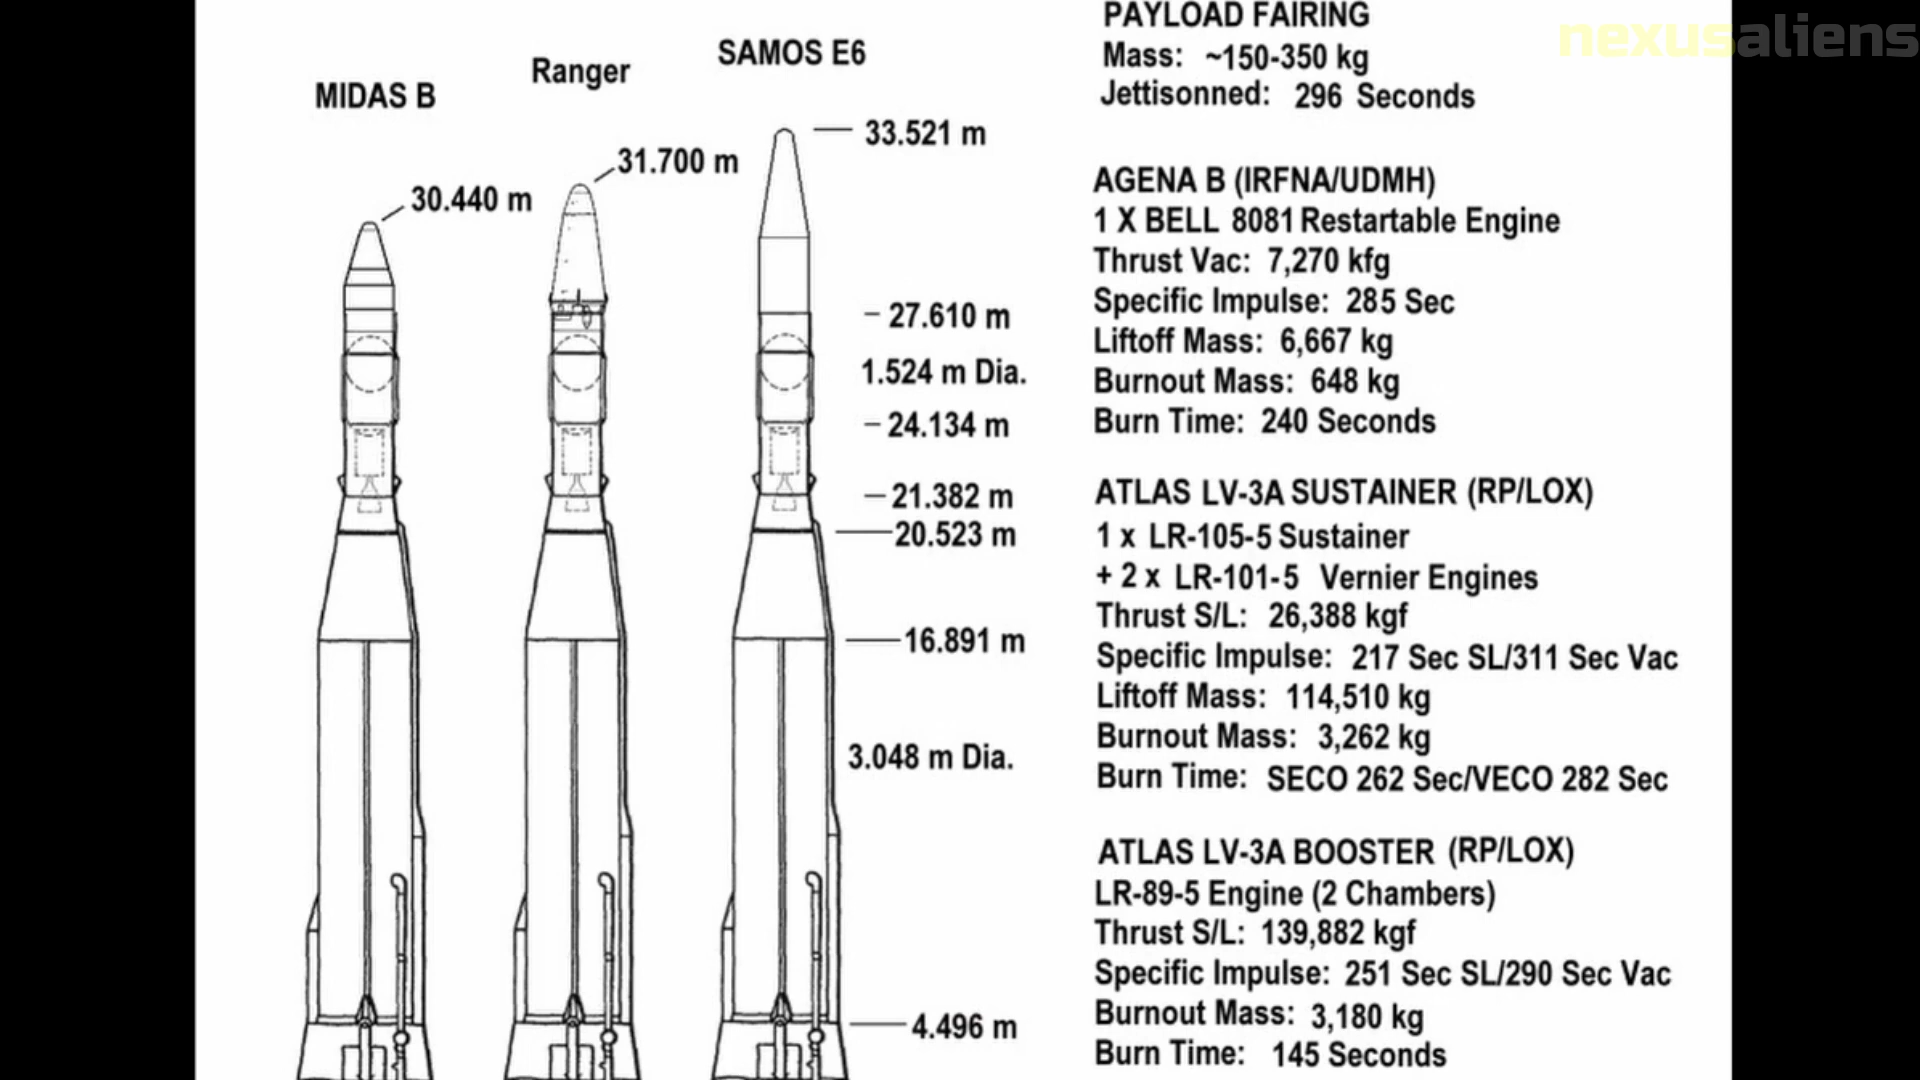 nexusaliens
MIDAS B
Ranger
SAMOS E6
30.440 m
31.700 m
33.521 m
27.610 m
1.524 m Dia.
24.134 m
21.382 m
20.523 m
16.891 m
3.048 m Dia.
4.496 m
PAYLOAD FAIRING
Mass: ~150-350 kg
Jettisonned: 296 Seconds
AGENA B (IRFNA/UDMH)
1 X BELL 8081 Restartable Engine
Thrust Vac: 7,270 kfg
Specific Impulse: 285 Sec
Liftoff Mass: 6,667 kg
Burnout Mass: 648 kg
Burn Time: 240 Seconds
ATLAS LV-3A SUSTAINER (RP/LOX)
1 x LR-105-5 Sustainer
+ 2 x LR-101-5 Vernier Engines
Thrust S/L: 26,388 kgf
Specific Impulse: 217 Sec SL/311 Sec Vac
Liftoff Mass: 114,510 kg
Burnout Mass: 3,262 kg
Burn Time: SECO 262 Sec/VECO 282 Sec
ATLAS LV-3A BOOSTER (RP/LOX)
LR-89-5 Engine (2 Chambers)
Thrust S/L: 139,882 kgf
Specific Impulse: 251 Sec SL/290 Sec Vac
Burnout Mass: 3,180 kg
Burn Time: 145 Seconds